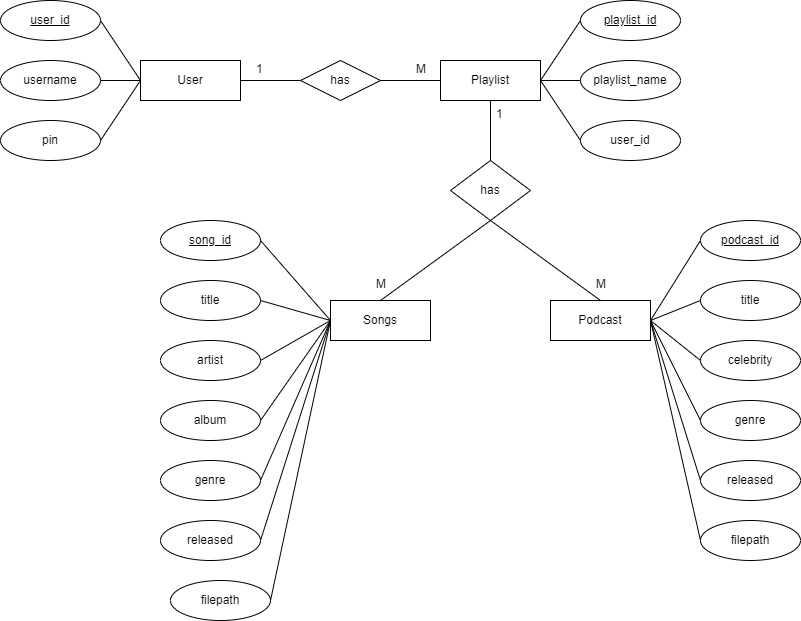 user_id
playlist_id
username
User
1
has
M
Playlist
playlist_name
pin
1
user_id
has
song_id
podcast_id
M
M
title
Songs
Podcast
title
artist
celebrity
album
genre
genre
released
released
filepath
filepath